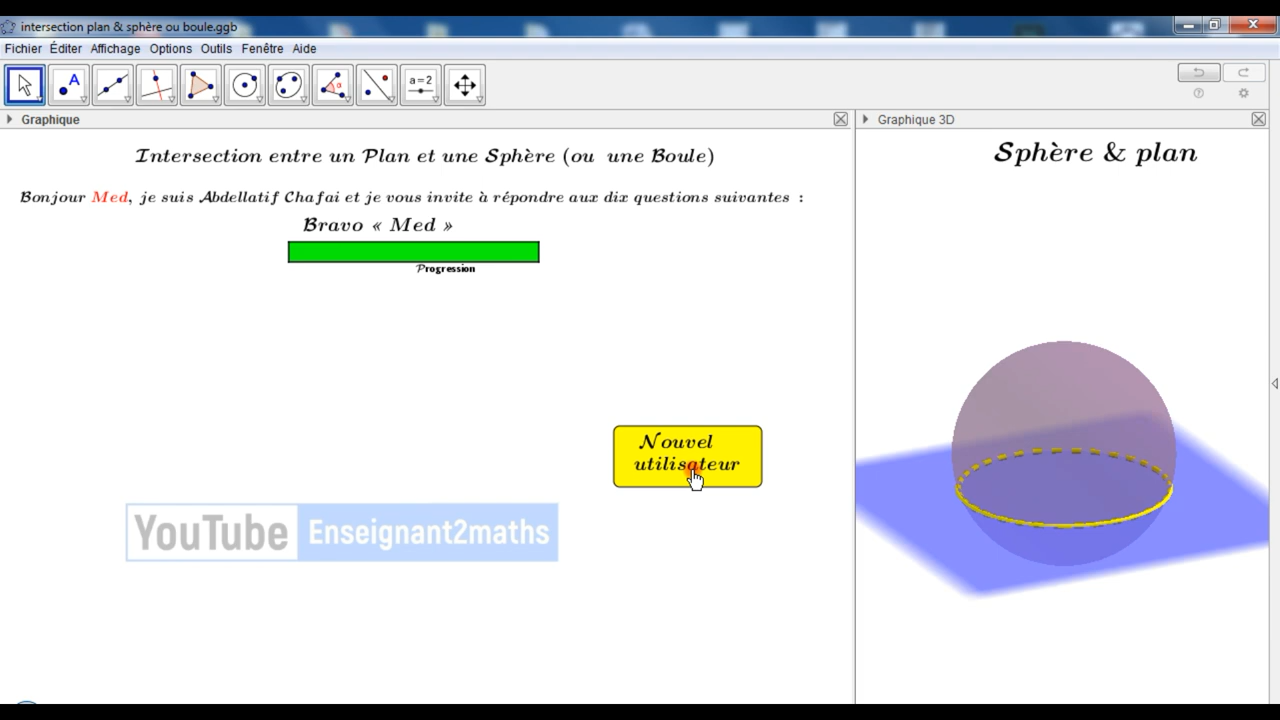 intersection plan & sphère ou boule.ggb
Fichier Éditer Affichage Options Outils Fenêtre Aide
A
α
a=2
Graphique
Graphique 3D
Intersection entre un Plan et une Sphère (ou une Boule)
Bonjour Med, je suis Abdellatif Chafai et je vous invite à répondre aux dix questions suivantes :
Bravo « Med »
Progression
Nouvel
utilisateur
YouTube Enseignant2maths
Sphère & plan